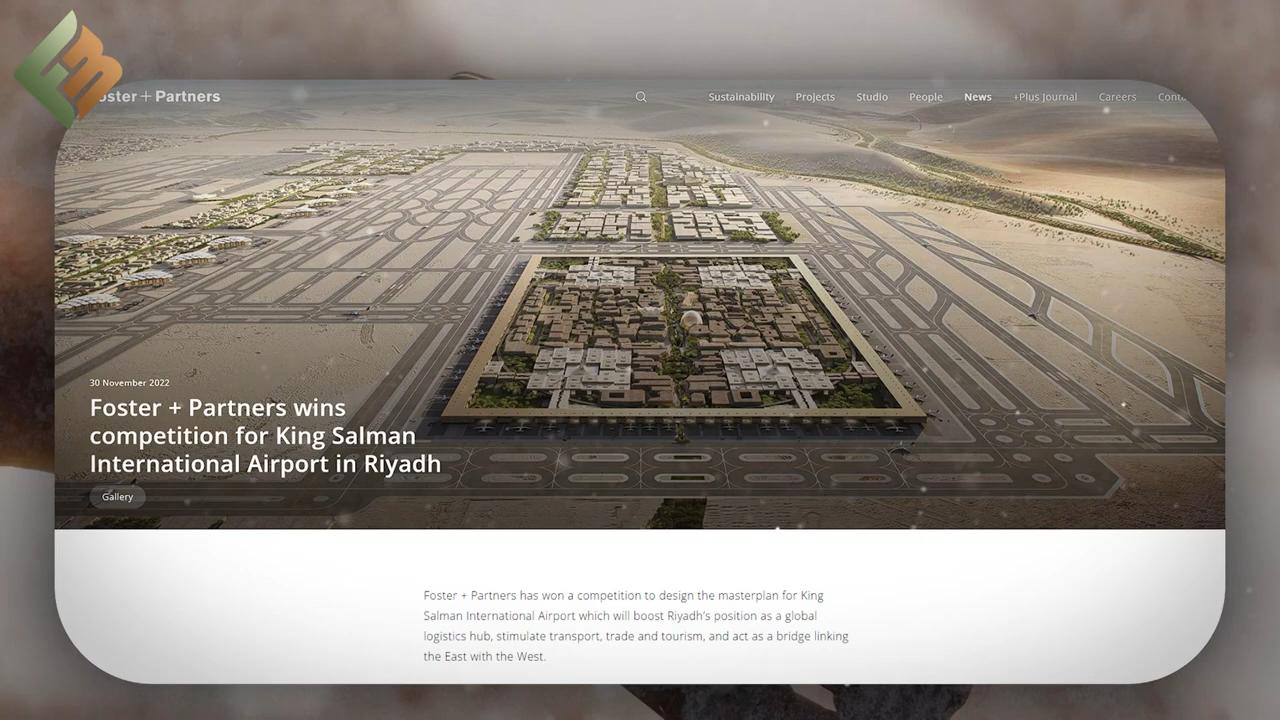 oster + Partners
Sustainability Projects Studio People News +Plus Journal Careers
30 November 2022
Foster + Partners wins
competition for King Salman
International Airport in Riyadh
Gallery
Foster + Partners has won a competition to design the masterplan for King
Salman International Airport which will boost Riyadh's position as a global
logistics hub, stimulate transport, trade and tourism, and act as a bridge linking
the East with the West.